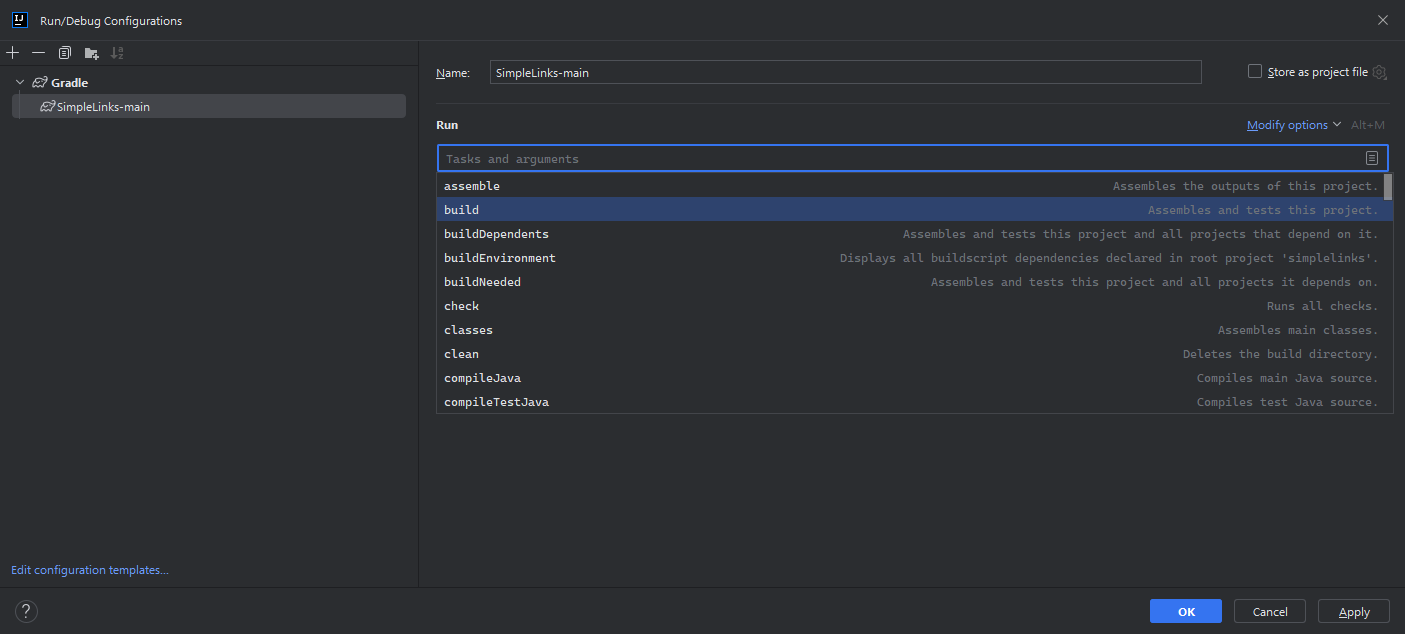 IJ
Run/Debug Configurations
Gradle
SimpleLinks-main
Name: SimpleLinks-main Store as project file
Run Modify options Alt+M
Tasks and arguments
assemble Assembles the outputs of this project.
build Assembles and tests this project.
buildDependents Assembles and tests this project and all projects that depend on it.
buildEnvironment Displays all buildscript dependencies declared in root project 'simplelinks'.
buildNeeded Assembles and tests this project and all projects it depends on.
check Runs all checks.
classes Assembles main classes.
clean Deletes the build directory.
compileJava Compiles main Java source.
compileTestJava Compiles test Java source.
Edit configuration templates...
? OK Cancel Apply